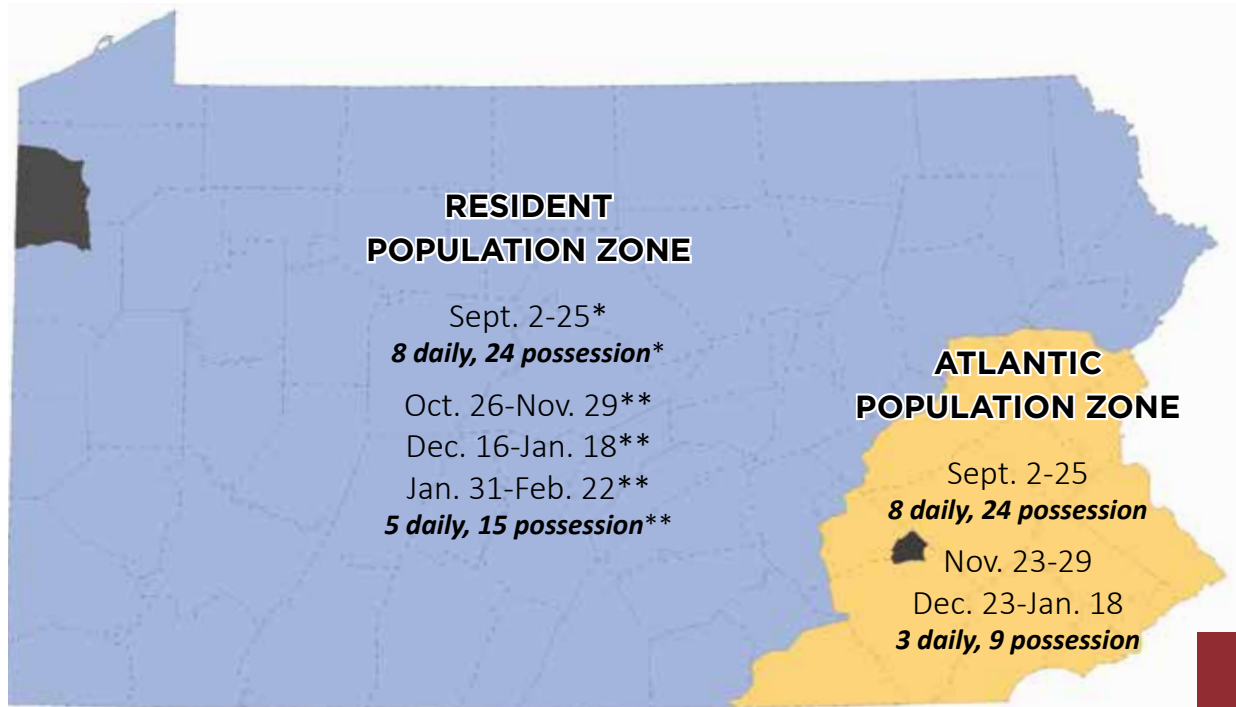 RESIDENT
POPULATION ZONE
Sept. 2-25*
8 daily, 24 possession*
Oct. 26-Nov. 29**
Dec. 16-Jan. 18**
Jan. 31-Feb. 22**
5 daily, 15 possession**
ATLANTIC
POPULATION ZONE
Sept. 2-25
8 daily, 24 possession
Nov. 23-29
Dec. 23-Jan. 18
3 daily, 9 possession